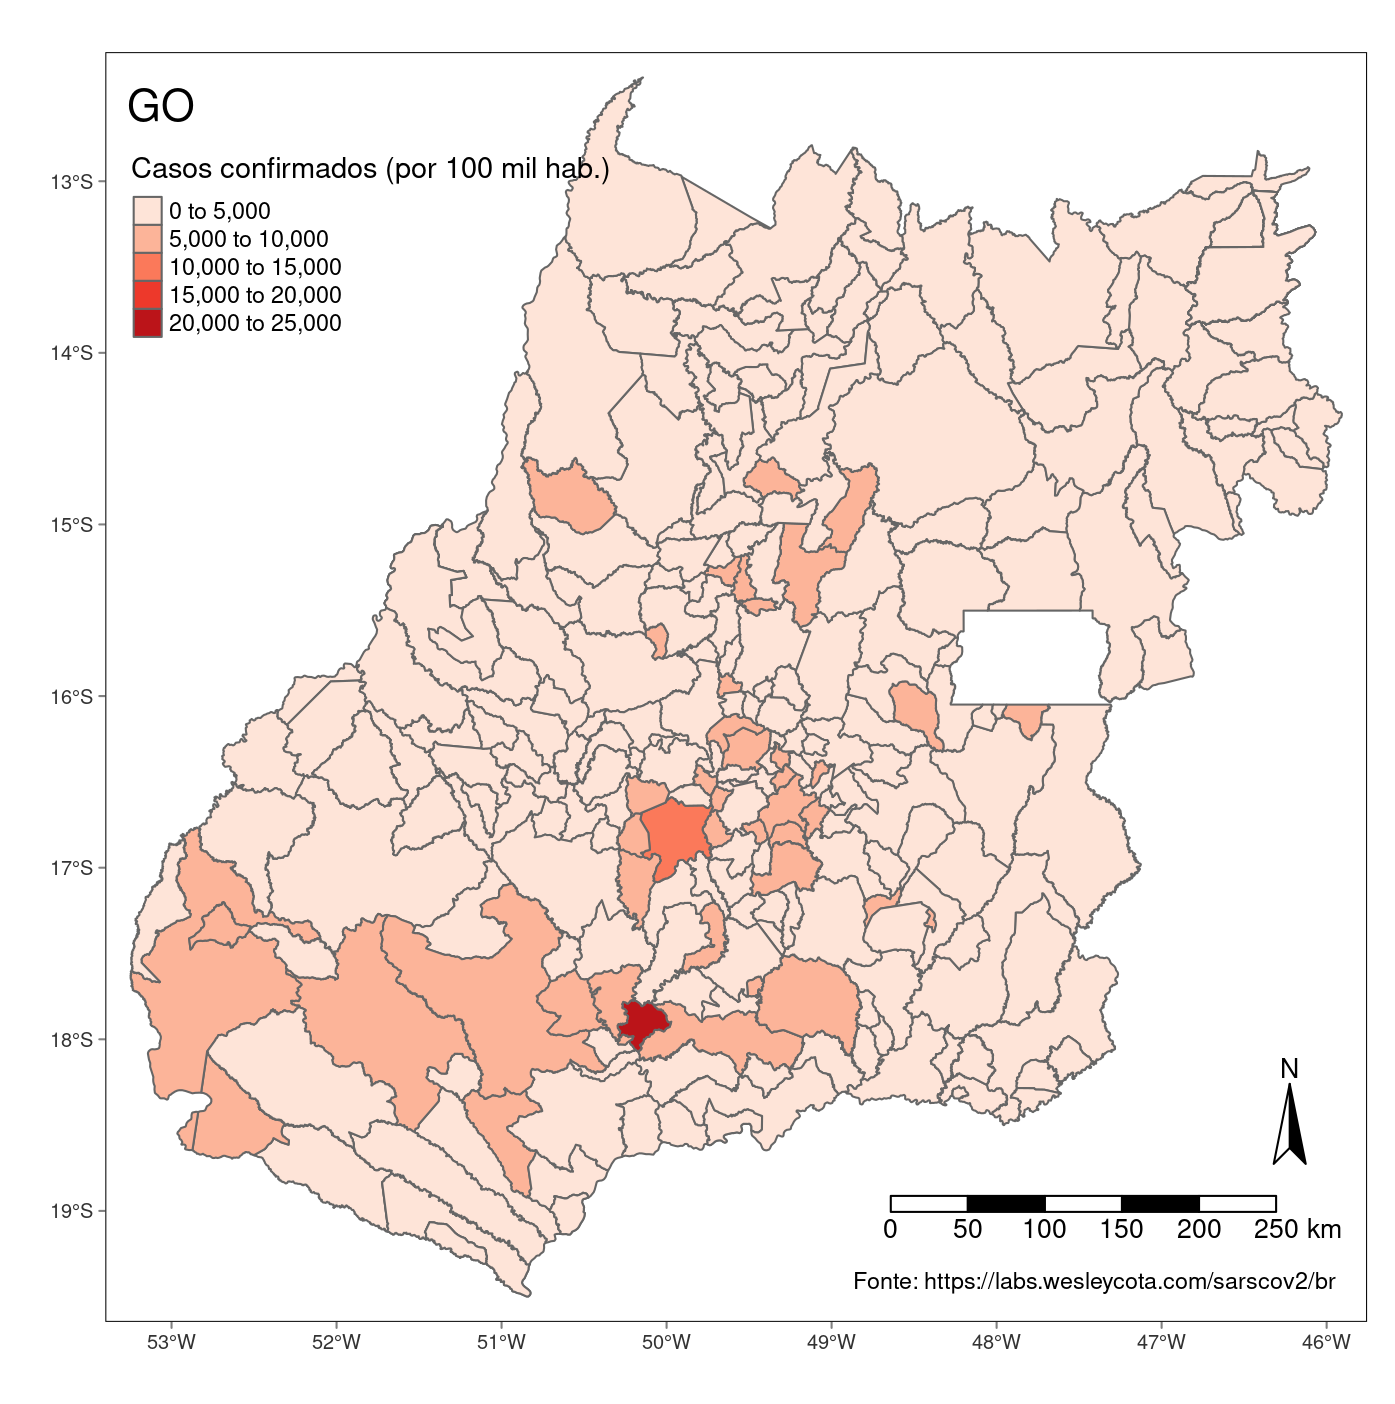 GO
Casos confirmados (por 100 mil hab.)
0 to 5,000
5,000 to 10,000
10,000 to 15,000
15,000 to 20,000
20,000 to 25,000
13°S
14°S
15°S
16°S
17°S
18°S
19°S
N
0 50 100 150 200 250 km
Fonte: https://labs.wesleycota.com/sarscov2/br
53°W 52°W 51°W 50°W 49°W 48°W 47°W 46°W